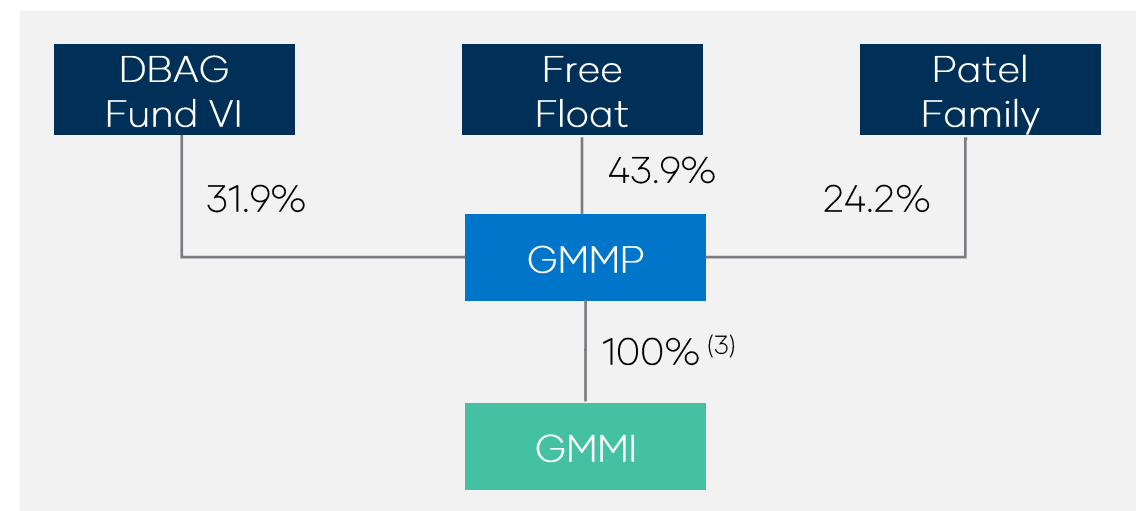 DBAG
Fund VI
Free
Float
Patel
Family
31.9%
43.9%
24.2%
GMMP
100% (3)
GMMI